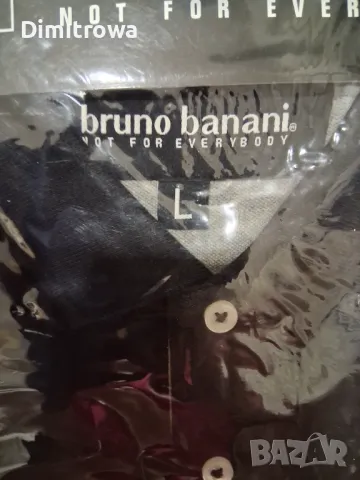 NOT FOR EVER
Dimitrowa
bruno banani®
NOT FOR EVERYBODY
L
BAZAR